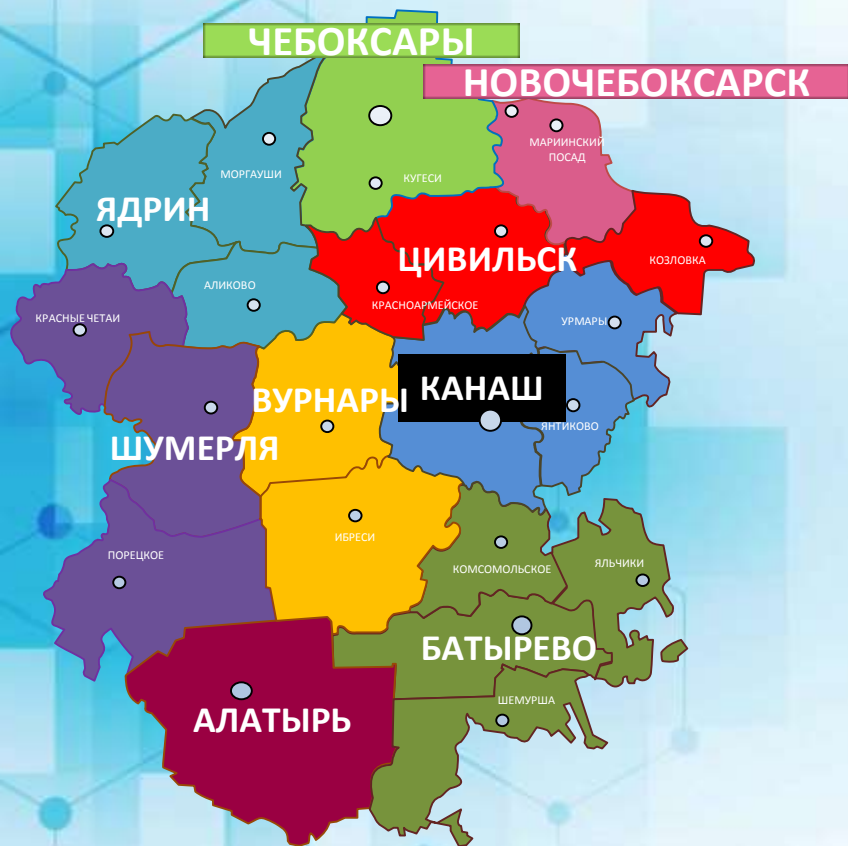 ЧЕБОКСАРЫ
НОВОЧЕБОКСАРСК
МАРИИНСКИЙ
ПОСАД
МОРГАУШИ
КУГЕСИ
ЯДРИН
ЦИВИЛЬСК
КОЗЛОВКА
АЛИКОВО
КРАСНОАРМЕЙСКОЕ
КРАСНЫЕ ЧЕТАИ
УРМАРЫ
КАНАШ
ВУРНАРЫ
ЯНТИКОВО
ШУМЕРЛЯ
ИБРЕСИ
ПОРЕЦКОЕ
КОМСОМОЛЬСКОЕ
ЯЛЬЧИКИ
БАТЫРЕВО
ШЕМУРША
АЛАТЫРЬ